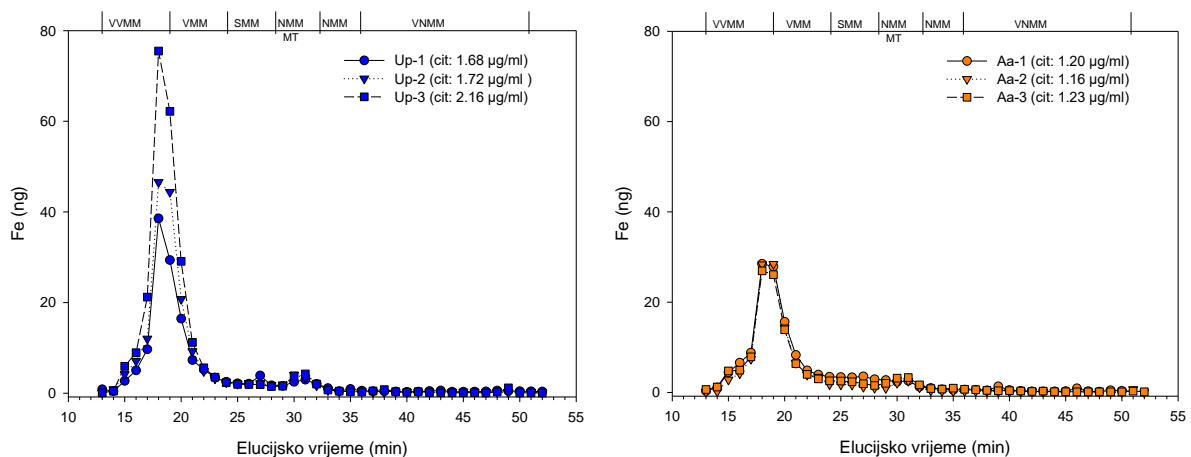 VVMM VMM SMM NMM NMM VNMM
MT
80
60
40
20
0
Fe (ng)
Up-1 (cit: 1.68 µg/ml)
Up-2 (cit: 1.72 µg/ml )
Up-3 (cit: 2.16 µg/ml)
10 15 20 25 30 35 40 45 50 55
Elucijsko vrijeme (min)
VVMM VMM SMM NMM NMM VNMM
MT
80
60
40
20
0
Fe (ng)
Aa-1 (cit: 1.20 µg/ml)
Aa-2 (cit: 1.16 µg/ml)
Aa-3 (cit: 1.23 µg/ml)
10 15 20 25 30 35 40 45 50 55
Elucijsko vrijeme (min)